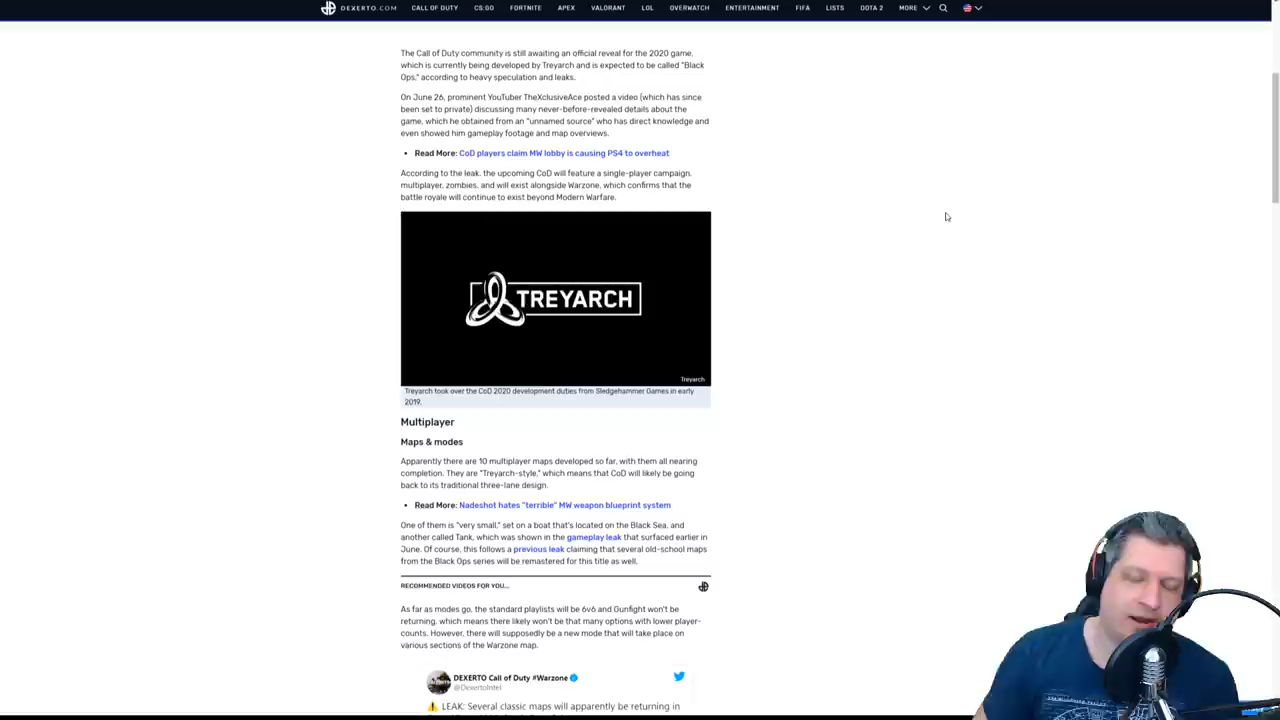 DEXERTO.COM CALL OF DUTY CS:GO FORTNITE APEX VALORANT LOL OVERWATCH ENTERTAINMENT FIFA LISTS DOTA 2 MORE
The Call of Duty community is still awaiting an official reveal for the 2020 game,
which is currently being developed by Treyarch and is expected to be called "Black
Ops," according to heavy speculation and leaks.
On June 26, prominent YouTuber TheXclusiveAce posted a video (which has since
been set to private) discussing many never-before-revealed details about the
game, which he obtained from an "unnamed source" who has direct knowledge and
even showed him gameplay footage and map overviews.
• Read More: CoD players claim MW lobby is causing PS4 to overheat
According to the leak, the upcoming CoD will feature a single-player campaign,
multiplayer, zombies, and will exist alongside Warzone, which confirms that the
battle royale will continue to exist beyond Modern Warfare.
TREYARCH
Treyarch
Treyarch took over the CoD 2020 development duties from Sledgehammer Games in early
2019.
Multiplayer
Maps & modes
Apparently there are 10 multiplayer maps developed so far, with them all nearing
completion. They are "Treyarch-style," which means that CoD will likely be going
back to its traditional three-lane design.
• Read More: Nadeshot hates "terrible" MW weapon blueprint system
One of them is "very small," set on a boat that's located on the Black Sea, and
another called Tank, which was shown in the gameplay leak that surfaced earlier in
June. Of course, this follows a previous leak claiming that several old-school maps
from the Black Ops series will be remastered for this title as well.
RECOMMENDED VIDEOS FOR YOU...
As far as modes go, the standard playlists will be 6v6 and Gunfight won't be
returning, which means there likely won't be that many options with lower player-
counts. However, there will supposedly be a new mode that will take place on
various sections of the Warzone map.
DEXERTO Call of Duty #Warzone
@DexertoIntel
LEAK: Several classic maps will apparently be returning in